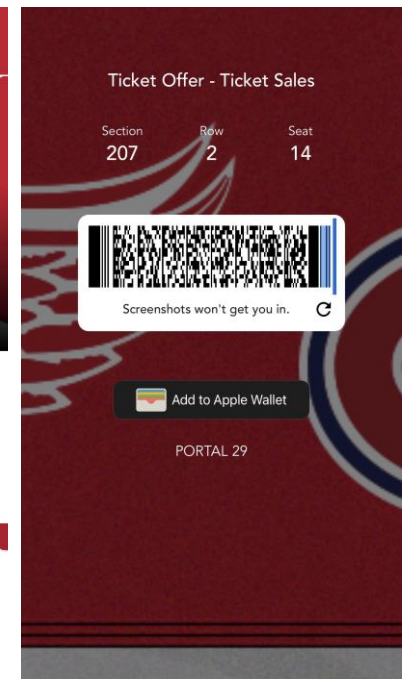 Ticket Offer - Ticket Sales
Section Row Seat
207 2 14
Screenshots won't get you in.
Add to Apple Wallet
PORTAL 29